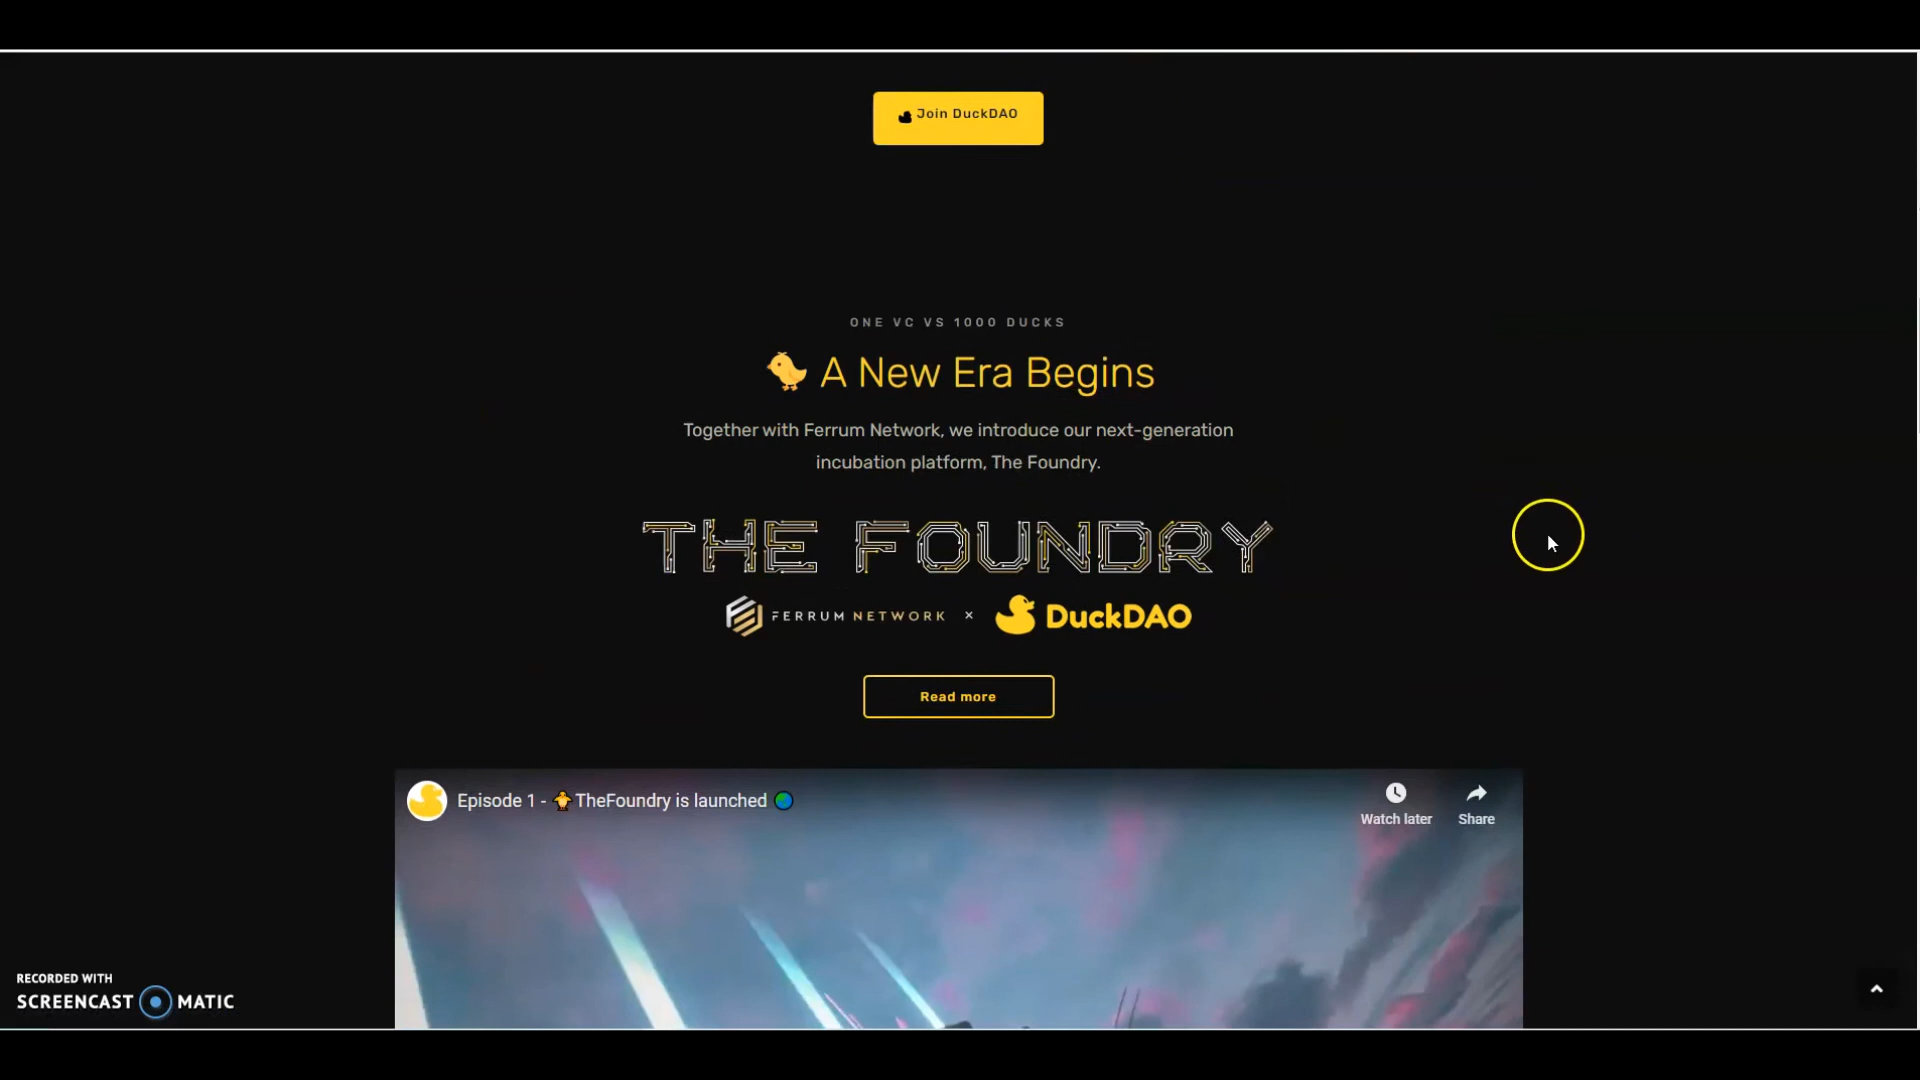 Join DuckDAO
ONE VC VS 1000 DUCKS
🐤 A New Era Begins
Together with Ferrum Network, we introduce our next-generation
incubation platform, The Foundry.
THE FOUNDRY
FERRUM NETWORK × DuckDAO
Read more
Episode 1 - 🐥TheFoundry is launched 🌍
Watch later
Share
RECORDED WITH
SCREENCAST MATIC